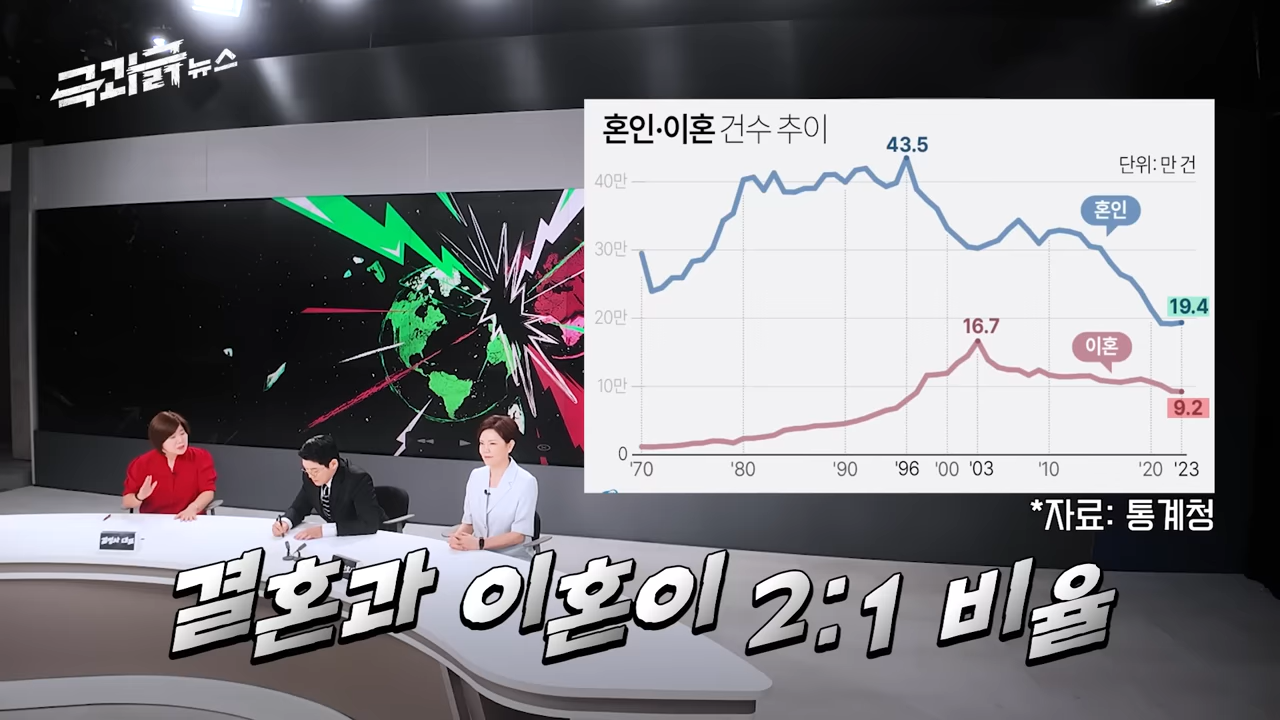 극과흙뉴스
혼인·이혼 건수 추이
단위: 만 건
43.5
40만
혼인
30만
19.4
20만
16.7
이혼
10만
9.2
0
'70 '80 '90 '96 '00 '03 '10 '20 '23
*자료: 통계청
결혼과 이혼이 2:1 비율